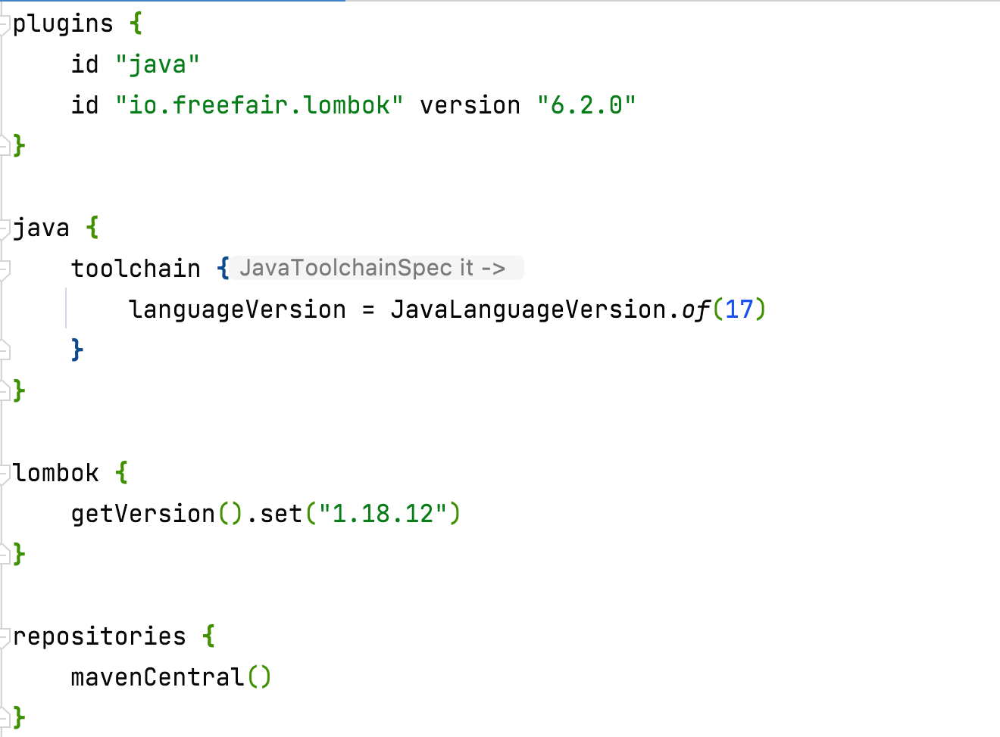 plugins {
    id "java"
    id "io.freefair.lombok" version "6.2.0"
}

java {
    toolchain { JavaToolchainSpec it ->
        languageVersion = JavaLanguageVersion.of(17)
    }
}

lombok {
    getVersion().set("1.18.12")
}

repositories {
    mavenCentral()
}